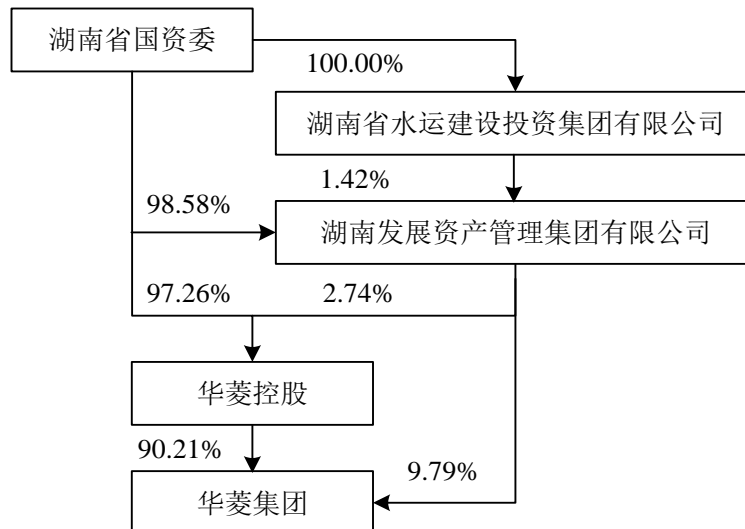 湖南省国资委
100.00%
湖南省水运建设投资集团有限公司
1.42%
98.58%
湖南发展资产管理集团有限公司
97.26%
2.74%
华菱控股
90.21%
9.79%
华菱集团